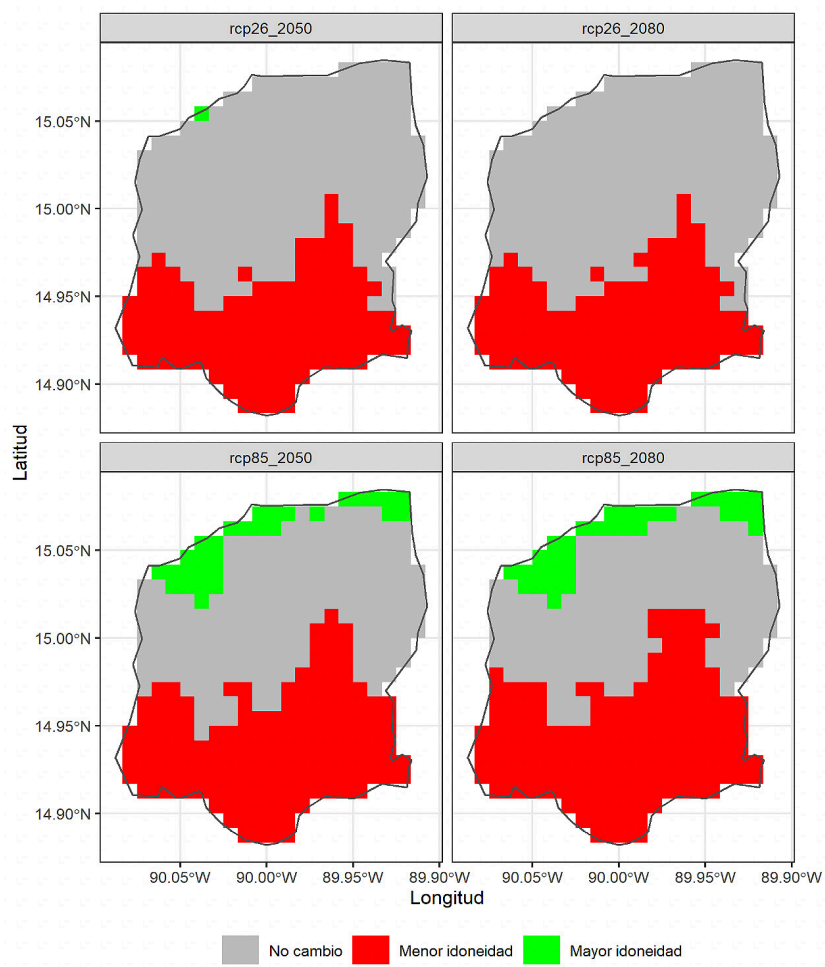 rcp26_2050
rcp26_2080
15.05°N
15.00°N
14.95°N
14.90°N
rcp85_2050
rcp85_2080
15.05°N
15.00°N
14.95°N
14.90°N
Latitud
90.05°W 90.00°W 89.95°W 89.90°W 90.05°W 90.00°W 89.95°W 89.90°W
Longitud
No cambio Menor idoneidad Mayor idoneidad